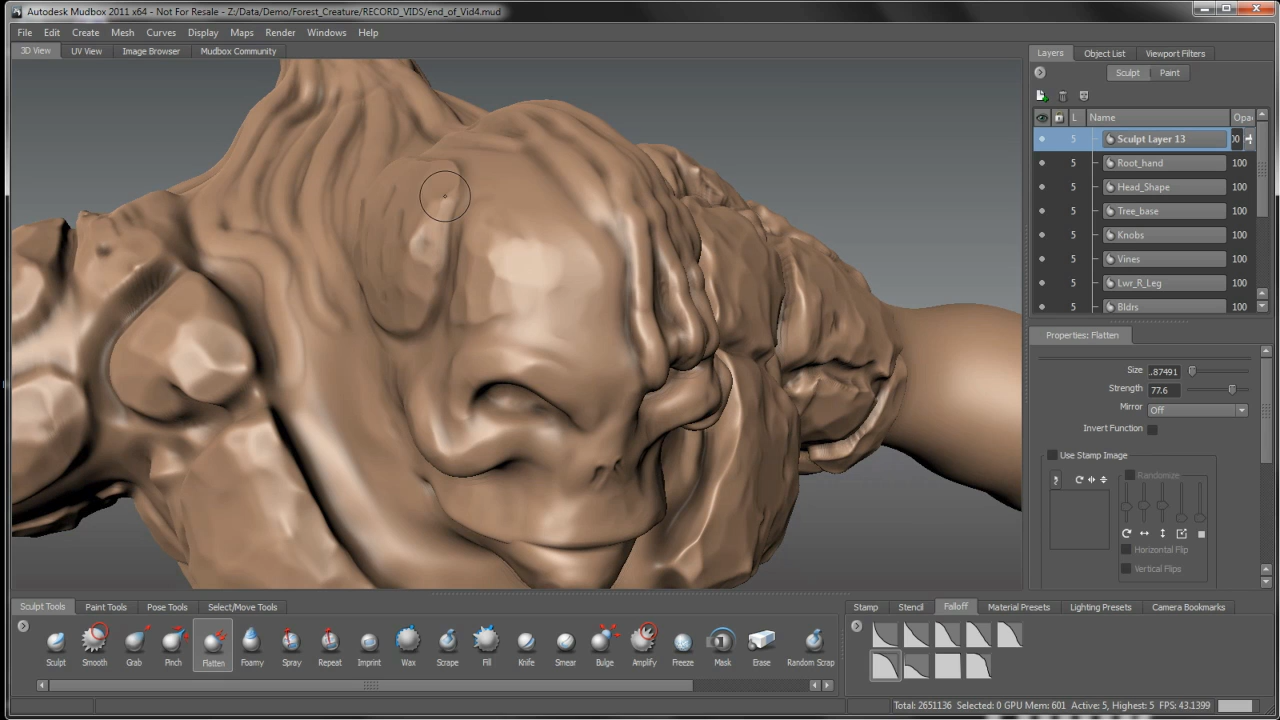 Autodesk Mudbox 2011 x64 - Not For Resale - Z:/Data/Demo/Forest_Creature/RECORD_VIDS/end_of_Vid4.mud
File Edit Create Mesh Curves Display Maps Render Windows Help
3D View UV View Image Browser Mudbox Community
Layers Object List Viewport Filters
Sculpt Paint
L Name Opac
5 Sculpt Layer 13 00
5 Root_hand 100
5 Head_Shape 100
5 Tree_base 100
5 Knobs 100
5 Vines 100
5 Lwr_R_Leg 100
5 Bldrs 100
Properties: Flatten
Size .87491
Strength 77.6
Mirror Off
Invert Function
Use Stamp Image
Randomize
Horizontal Flip
Vertical Flips
Sculpt Tools Paint Tools Pose Tools Select/Move Tools
Sculpt Smooth Grab Pinch Flatten Foamy Spray Repeat Imprint Wax Scrape Fill Knife Smear Bulge Amplify Freeze Mask Erase Random Scrap
Stamp Stencil Falloff Material Presets Lighting Presets Camera Bookmarks
Total: 2651136 Selected: 0 GPU Mem: 601 Active: 5, Highest: 5 FPS: 43.1399